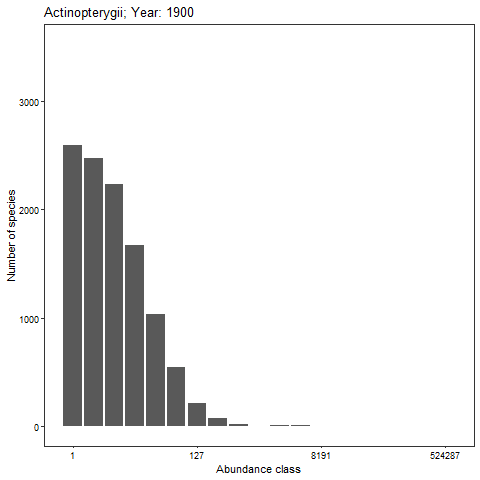 Actinopterygii; Year: 1900
Number of species
3000
2000
1000
0
1
127
8191
524287
Abundance class